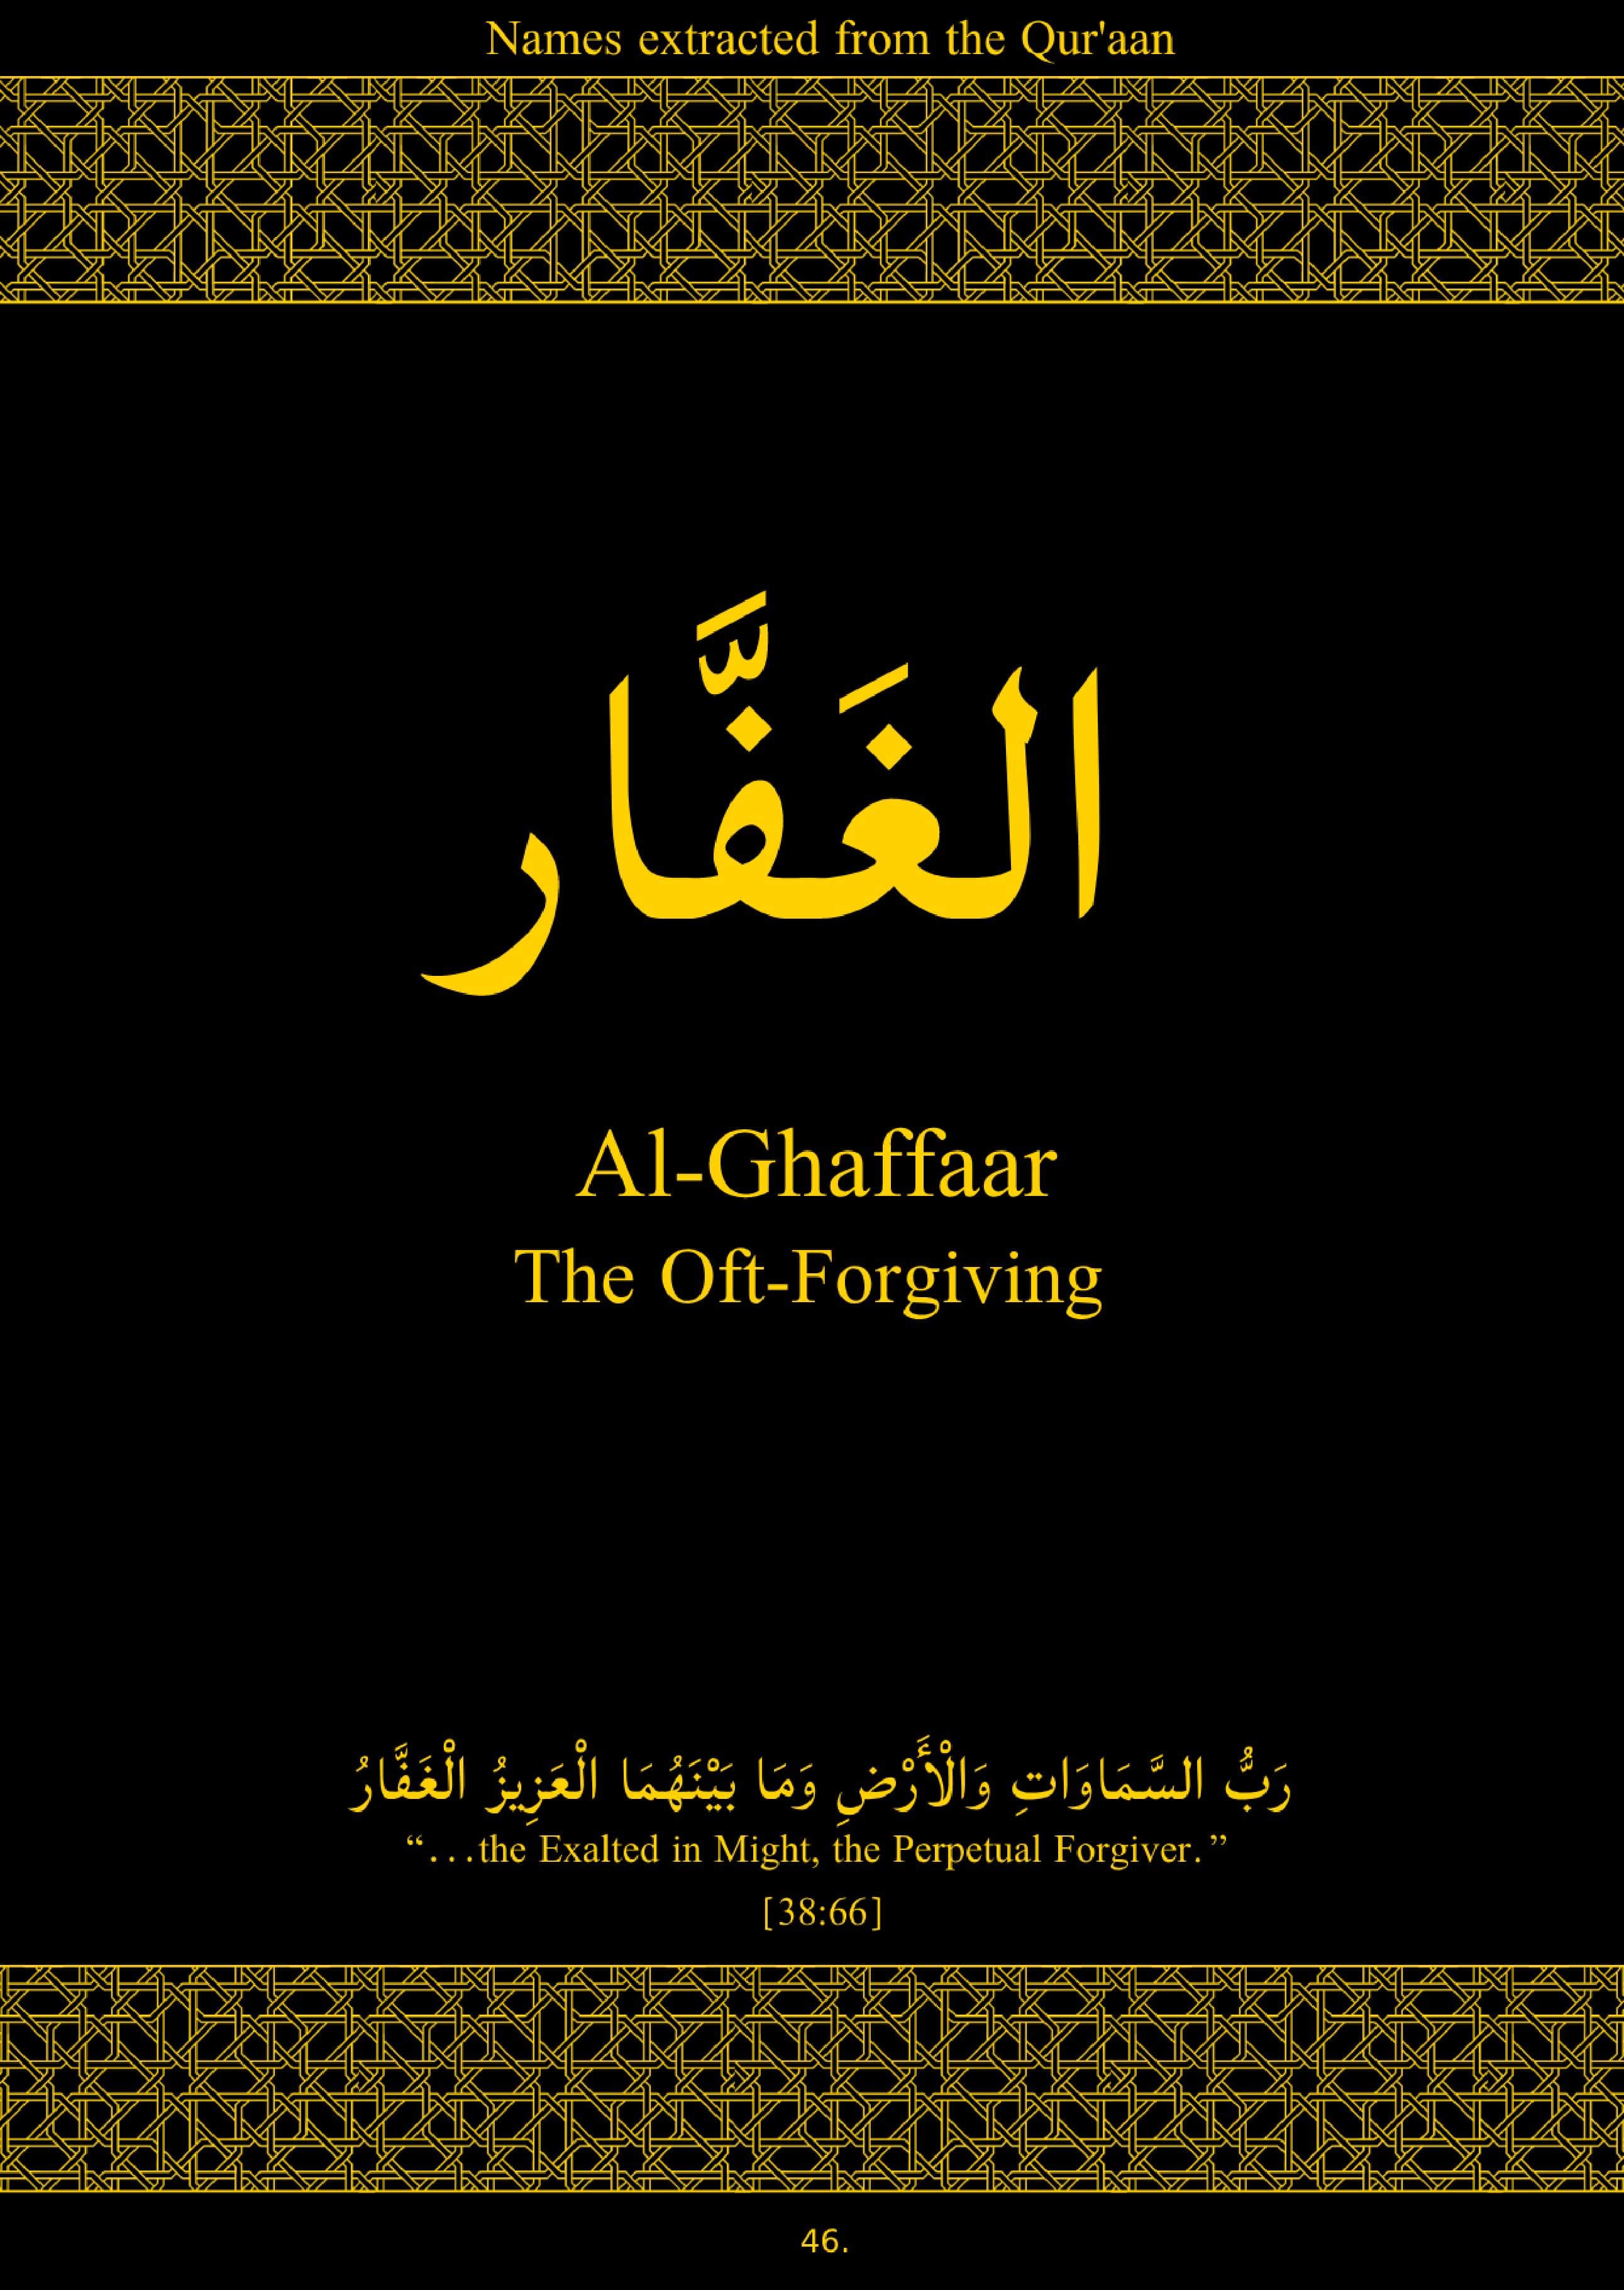 Names extracted from the Qur'aan
الغَفَّار
Al-Ghaffaar
The Oft-Forgiving
رَبُّ السَّمَاوَاتِ وَالْأَرْضِ وَمَا بَيْنَهُمَا الْعَزِيزُ الْغَفَّارُ
“...the Exalted in Might, the Perpetual Forgiver.”
[38:66]
46.